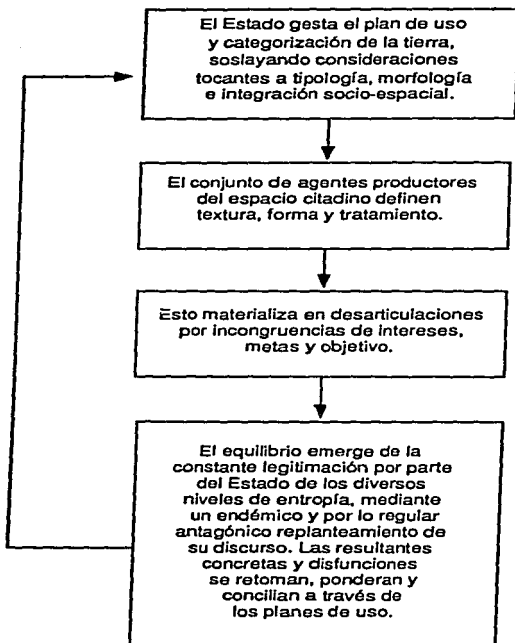 El Estado gesta el plan de uso
y categorización de la tierra,
soslayando consideraciones
tocantes a tipología, morfología
e integración socio-espacial.
El conjunto de agentes productores
del espacio citadino definen
textura, forma y tratamiento.
Esto materializa en desarticulaciones
por incongruencias de intereses,
metas y objetivo.
El equilibrio emerge de la
constante legitimación por parte
del Estado de los diversos
niveles de entropía, mediante
un endémico y por lo regular
antagónico replanteamiento de
su discurso. Las resultantes
concretas y disfunciones
se retoman, ponderan y
concilian a través de
los planes de uso.